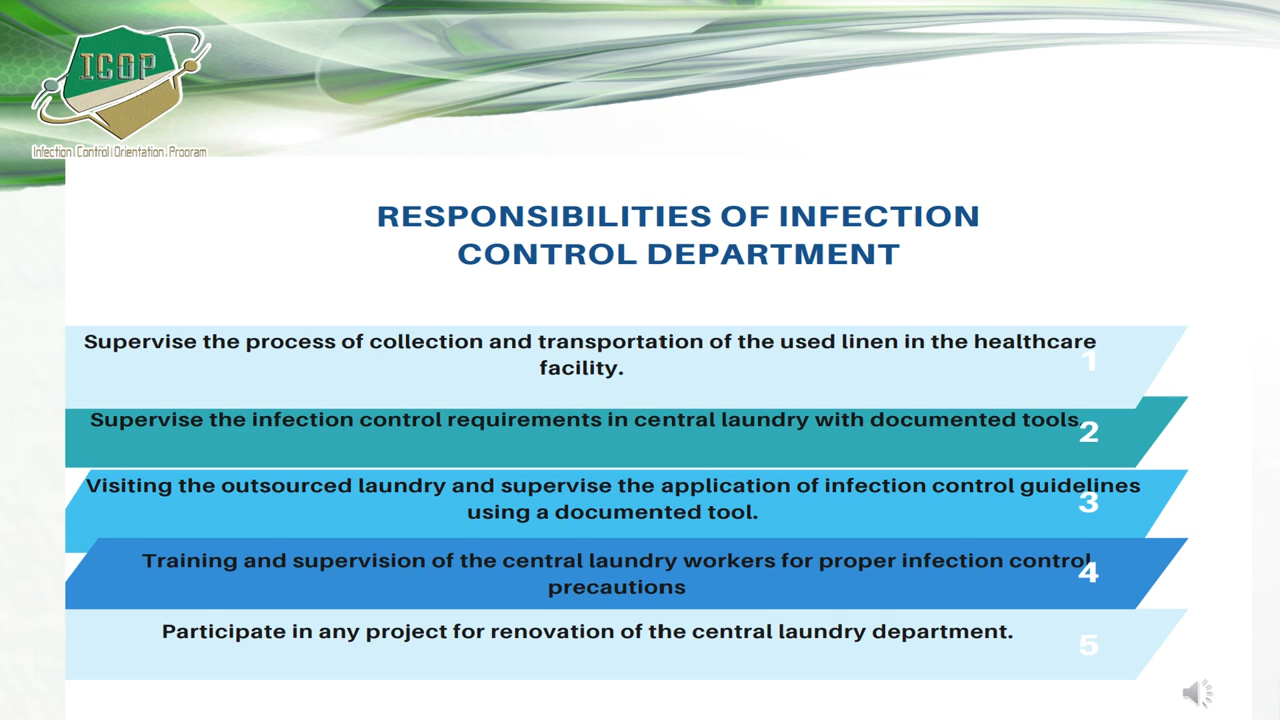 ICOP
Infection Control Orientation Program
RESPONSIBILITIES OF INFECTION
CONTROL DEPARTMENT
Supervise the process of collection and transportation of the used linen in the healthcare
facility.
1
Supervise the infection control requirements in central laundry with documented tools
2
Visiting the outsourced laundry and supervise the application of infection control guidelines
using a documented tool.
3
Training and supervision of the central laundry workers for proper infection control
precautions
4
Participate in any project for renovation of the central laundry department.
5